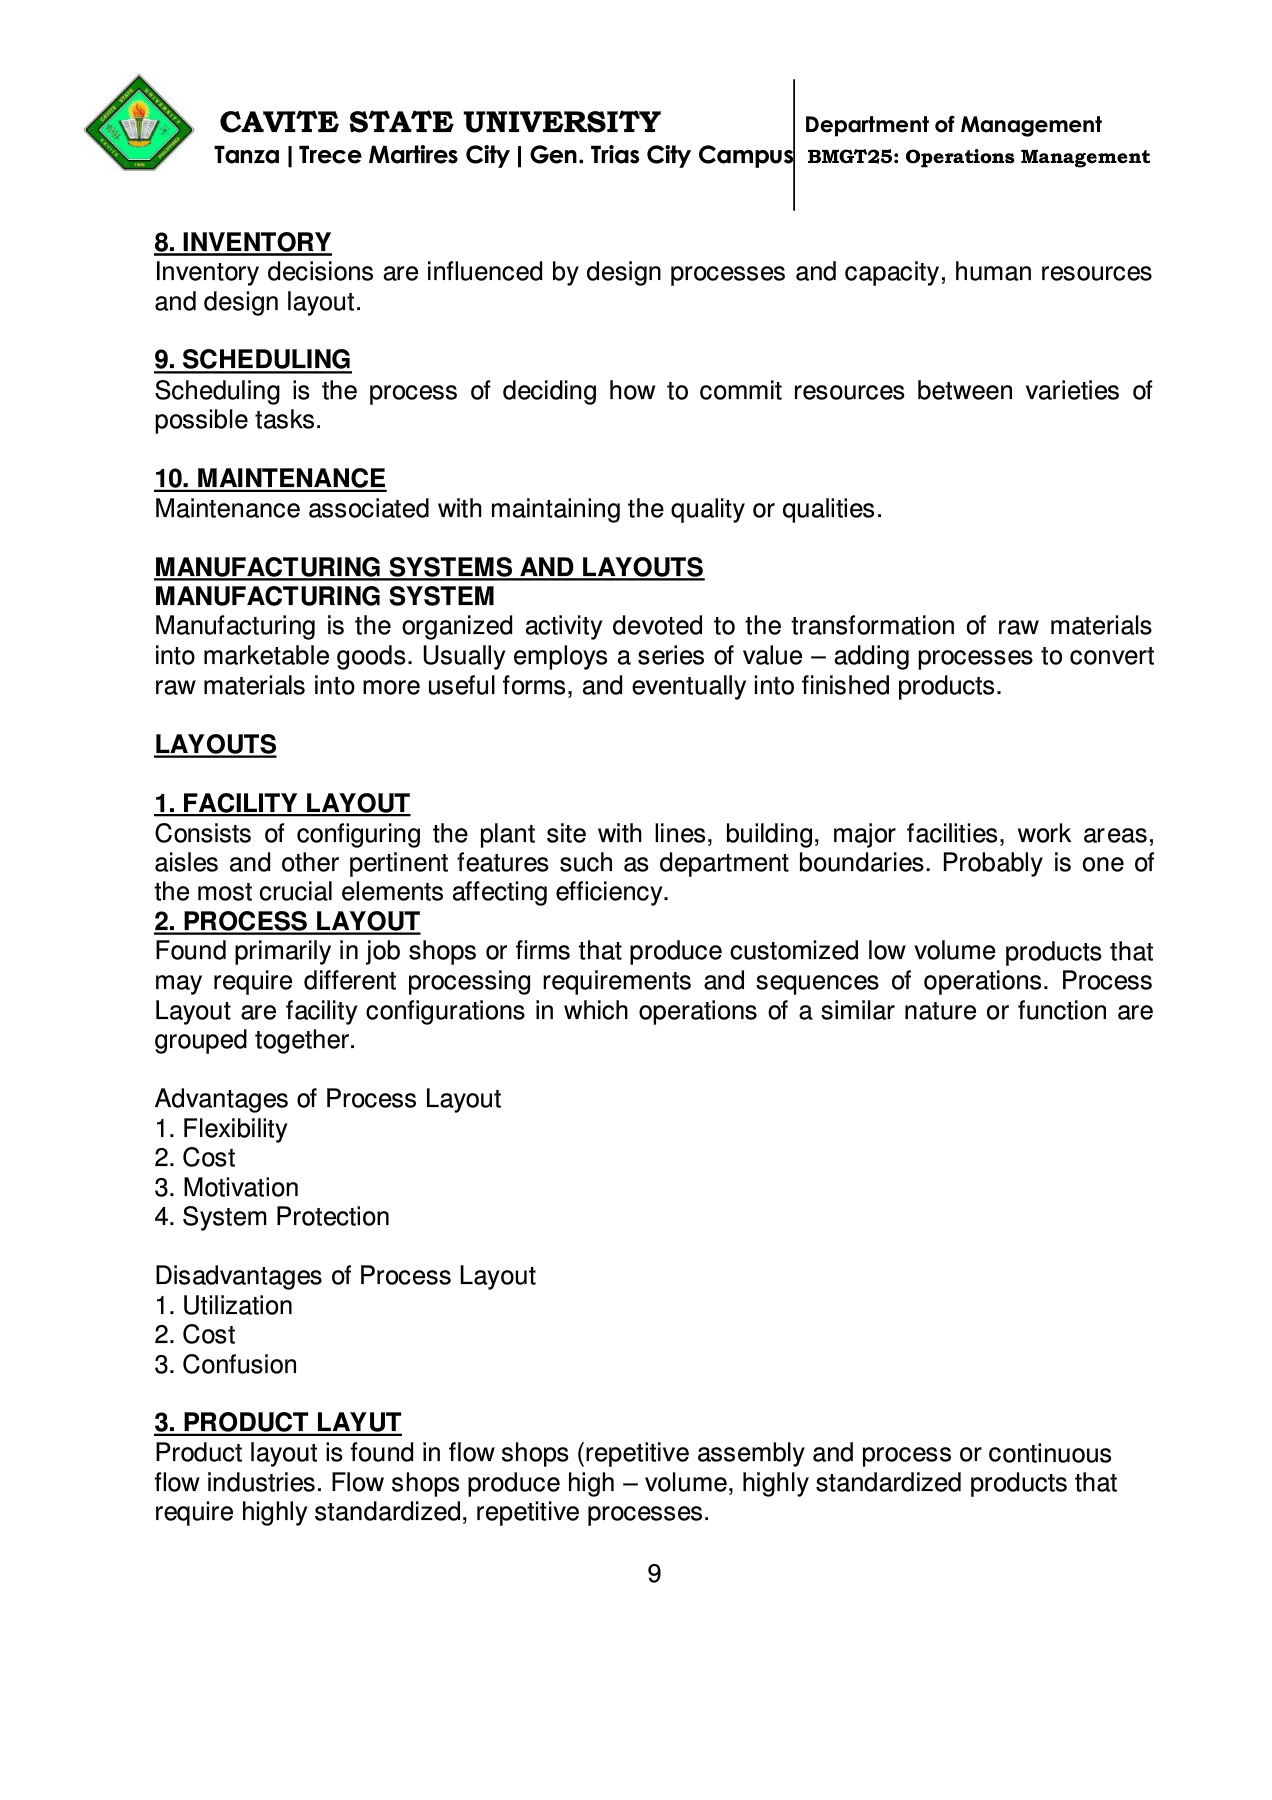 CAVITE STATE UNIVERSITY
Tanza | Trece Martires City | Gen. Trias City Campus
Department of Management
BMGT25: Operations Management
8. INVENTORY
Inventory decisions are influenced by design processes and capacity, human resources
and design layout.
9. SCHEDULING
Scheduling is the process of deciding how to commit resources between varieties of
possible tasks.
10. MAINTENANCE
Maintenance associated with maintaining the quality or qualities.
MANUFACTURING SYSTEMS AND LAYOUTS
MANUFACTURING SYSTEM
Manufacturing is the organized activity devoted to the transformation of raw materials
into marketable goods. Usually employs a series of value – adding processes to convert
raw materials into more useful forms, and eventually into finished products.
LAYOUTS
1. FACILITY LAYOUT
Consists of configuring the plant site with lines, building, major facilities, work areas,
aisles and other pertinent features such as department boundaries. Probably is one of
the most crucial elements affecting efficiency.
2. PROCESS LAYOUT
Found primarily in job shops or firms that produce customized low volume products that
may require different processing requirements and sequences of operations. Process
Layout are facility configurations in which operations of a similar nature or function are
grouped together.
Advantages of Process Layout
1. Flexibility
2. Cost
3. Motivation
4. System Protection
Disadvantages of Process Layout
1. Utilization
2. Cost
3. Confusion
3. PRODUCT LAYUT
Product layout is found in flow shops (repetitive assembly and process or continuous
flow industries. Flow shops produce high – volume, highly standardized products that
require highly standardized, repetitive processes.
9